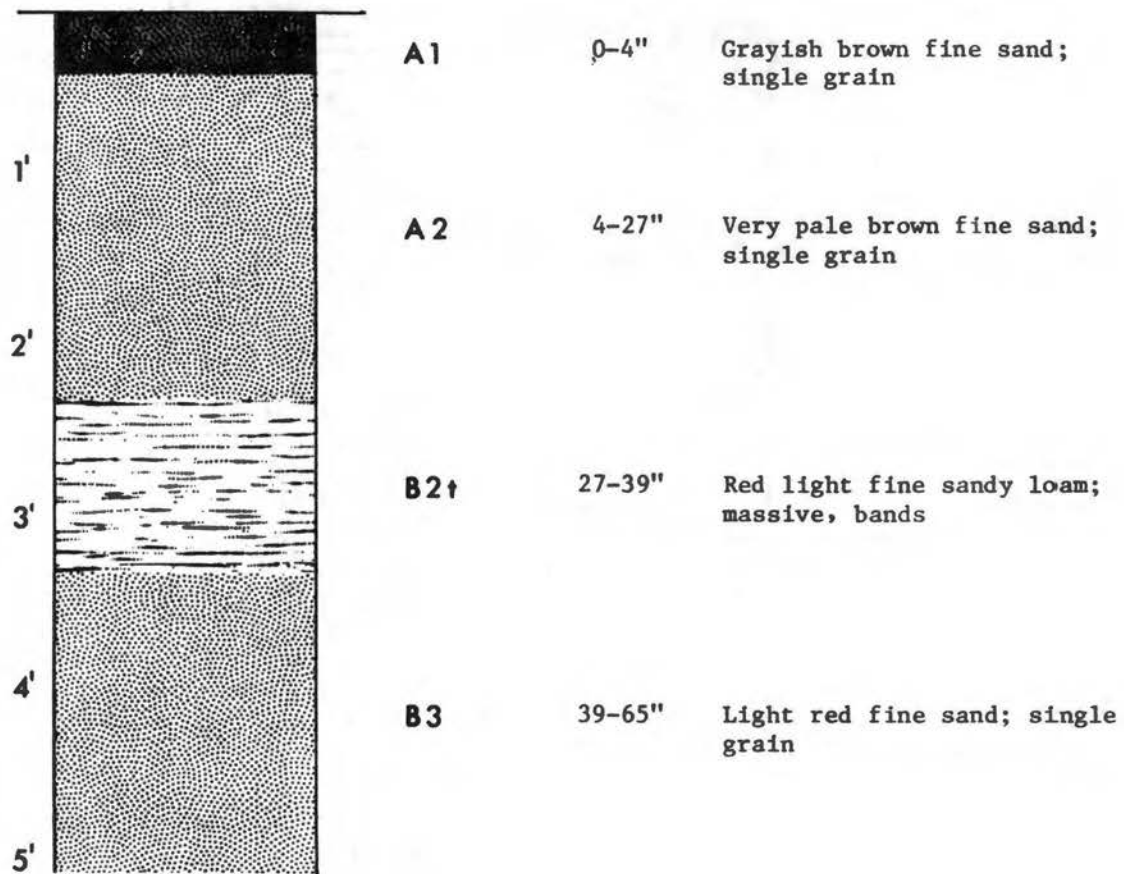 A1 0-4" Grayish brown fine sand;
single grain
1'
A2 4-27" Very pale brown fine sand;
single grain
2'
B2t 27-39" Red light fine sandy loam;
massive, bands
3'
4'
B3 39-65" Light red fine sand; single
grain
5'